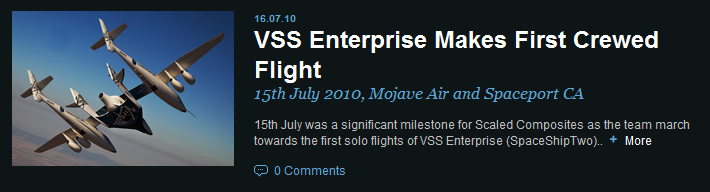 16.07.10
VSS Enterprise Makes First Crewed
Flight
15th July 2010, Mojave Air and Spaceport CA
15th July was a significant milestone for Scaled Composites as the team march
towards the first solo flights of VSS Enterprise (SpaceShipTwo).. + More
0 Comments